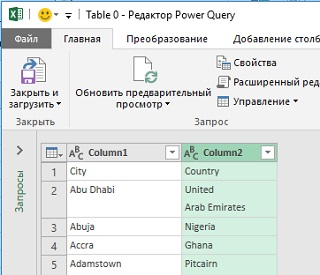 Table 0 - Редактор Power Query
Файл Главная Преобразование Добавление столб
Закрыть и загрузить
Обновить предварительный просмотр
Свойства
Расширенный ред
Управление
Закрыть
Запрос
Запросы
ABC Column1 ABC Column2
1 City Country
2 Abu Dhabi United
Arab Emirates
3 Abuja Nigeria
4 Accra Ghana
5 Adamstown Pitcairn